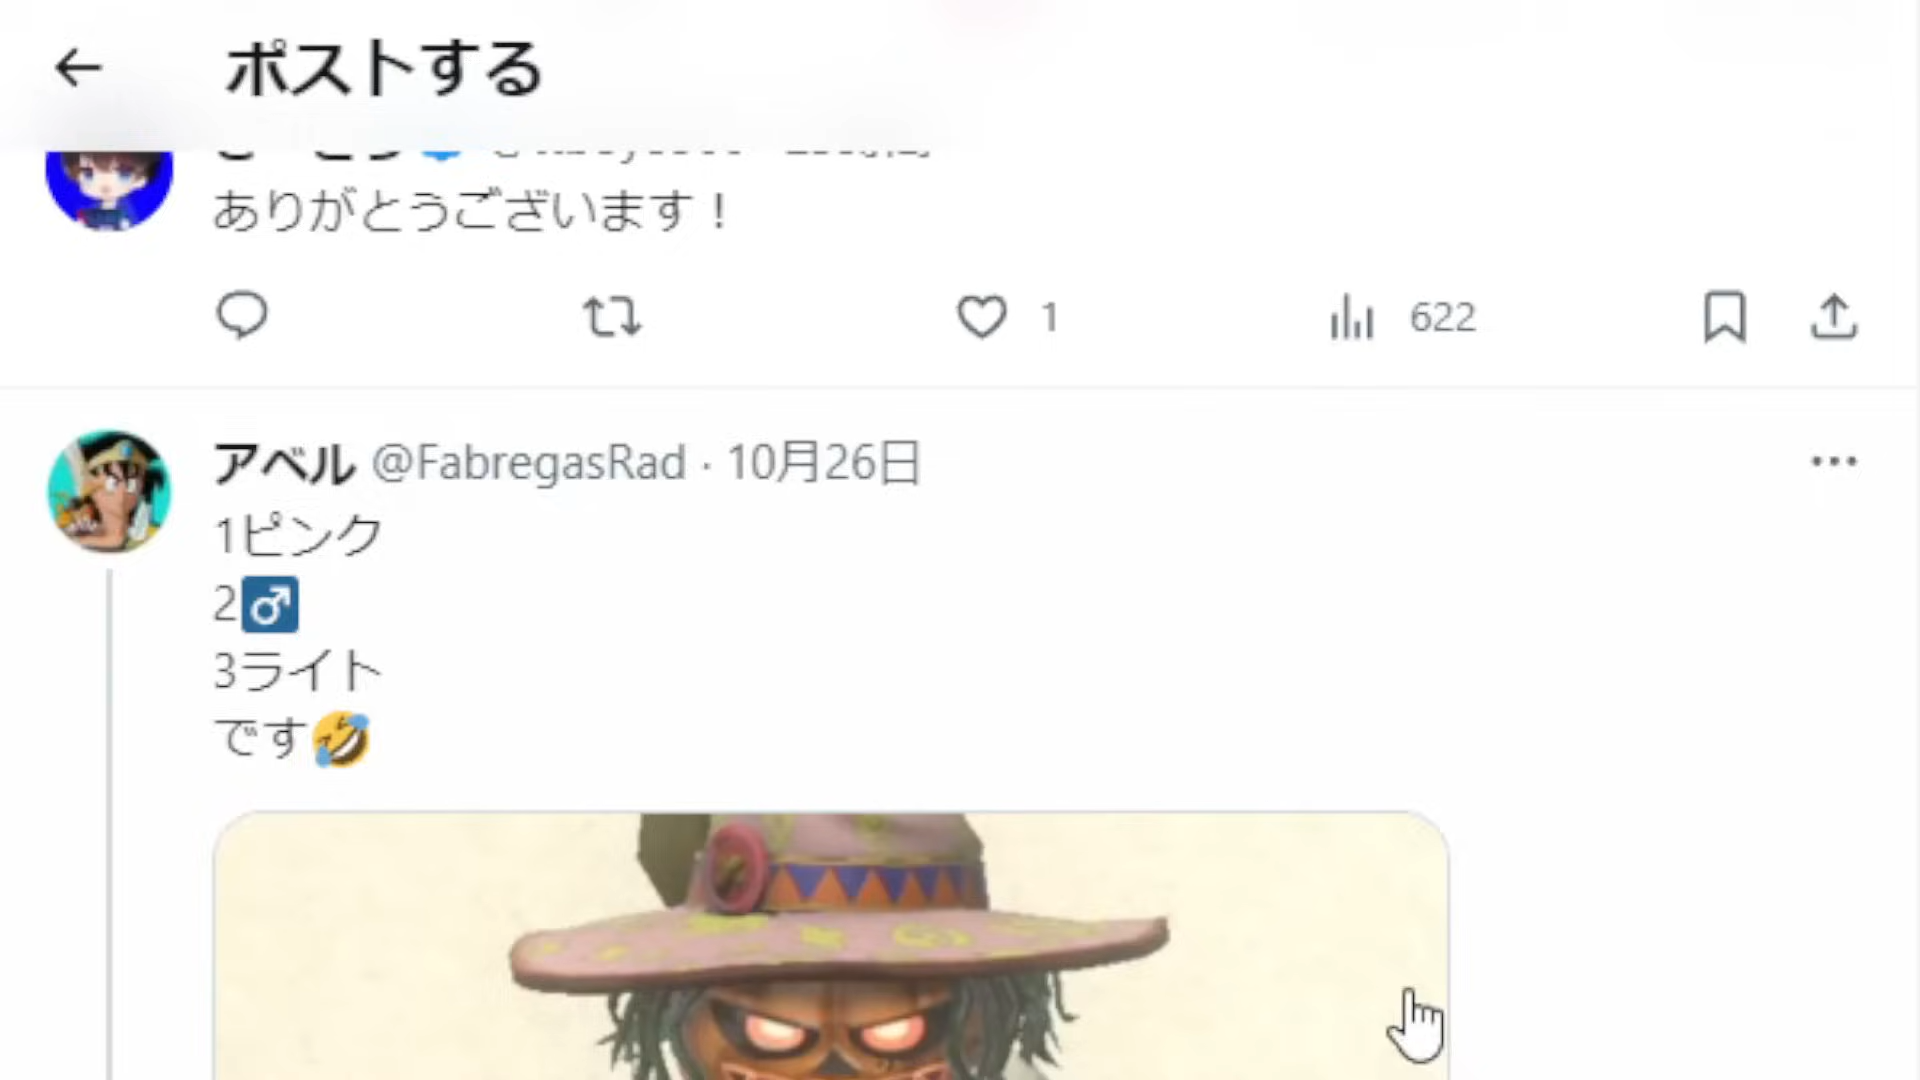 ポストする
ありがとうございます！
1
622
アベル @FabregasRad · 10月26日
1ピンク
2♂
3ライト
です🤣